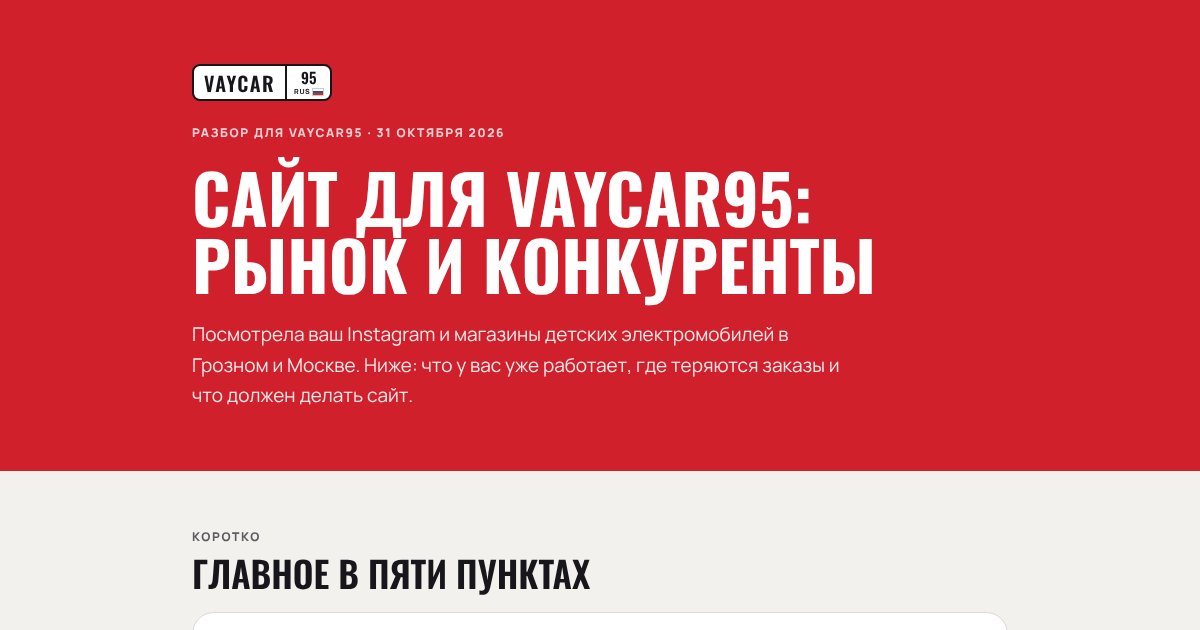 VAYCAR
95
RUS
РАЗБОР ДЛЯ VAYCAR95 · 31 ОКТЯБРЯ 2026
САЙТ ДЛЯ VAYCAR95:
РЫНОК И КОНКУРЕНТЫ
Посмотрела ваш Instagram и магазины детских электромобилей в
Грозном и Москве. Ниже: что у вас уже работает, где теряются заказы и
что должен делать сайт.
КОРОТКО
ГЛАВНОЕ В ПЯТИ ПУНКТАХ